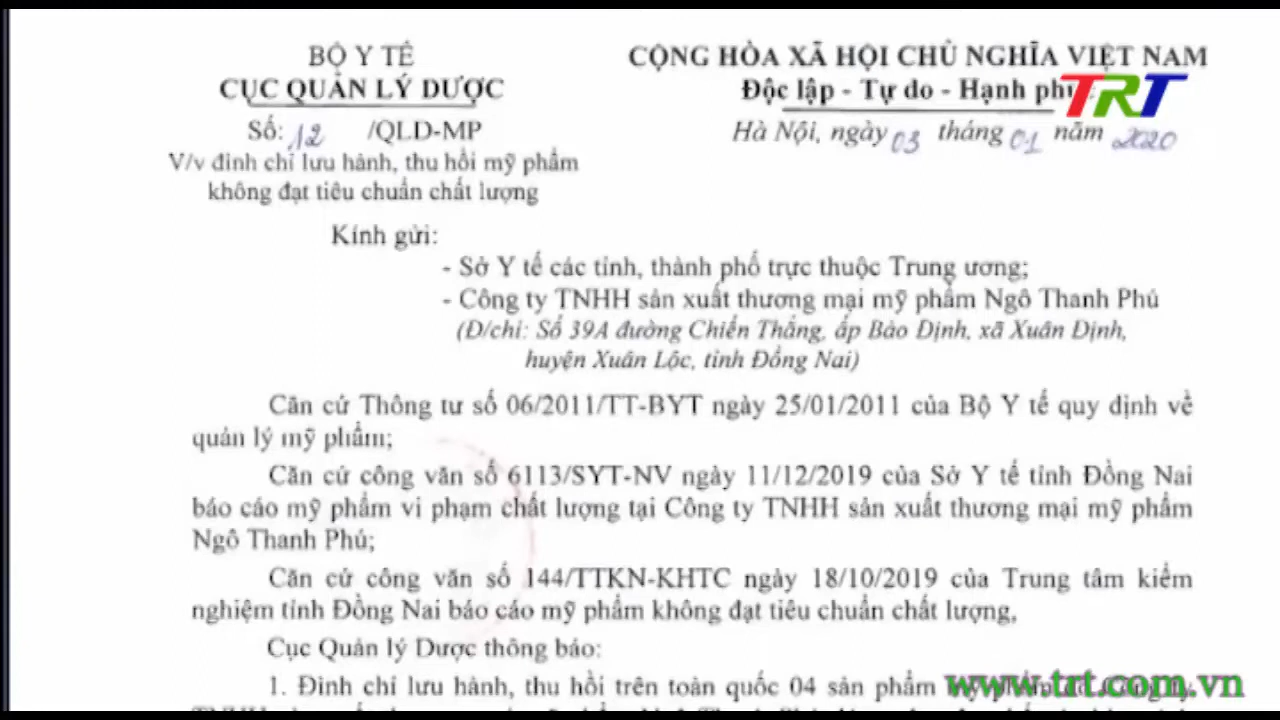 BỘ Y TẾ
CỤC QUẢN LÝ DƯỢC
Số: 12 /QLD-MP
V/v đình chỉ lưu hành, thu hồi mỹ phẩm
không đạt tiêu chuẩn chất lượng
CỘNG HÒA XÃ HỘI CHỦ NGHĨA VIỆT NAM
Độc lập - Tự do - Hạnh
TRT
Hà Nội, ngày 03 tháng 01 năm 2020
Kính gửi:
- Sở Y tế các tỉnh, thành phố trực thuộc Trung ương;
- Công ty TNHH sản xuất thương mại mỹ phẩm Ngô Thanh Phú
(Đ/chỉ: Số 39A đường Chiến Thắng, ấp Bảo Định, xã Xuân Định,
huyện Xuân Lộc, tỉnh Đồng Nai)
Căn cứ Thông tư số 06/2011/TT-BYT ngày 25/01/2011 của Bộ Y tế quy định về
quản lý mỹ phẩm;
Căn cứ công văn số 6113/SYT-NV ngày 11/12/2019 của Sở Y tế tỉnh Đồng Nai
báo cáo mỹ phẩm vi phạm chất lượng tại Công ty TNHH sản xuất thương mại mỹ phẩm
Ngô Thanh Phú;
Căn cứ công văn số 144/TTKN-KHTC ngày 18/10/2019 của Trung tâm kiểm
nghiệm tỉnh Đồng Nai báo cáo mỹ phẩm không đạt tiêu chuẩn chất lượng,
Cục Quản lý Dược thông báo:
1. Đình chỉ lưu hành, thu hồi trên toàn quốc 04 sản phẩm
www.trt.com.vn